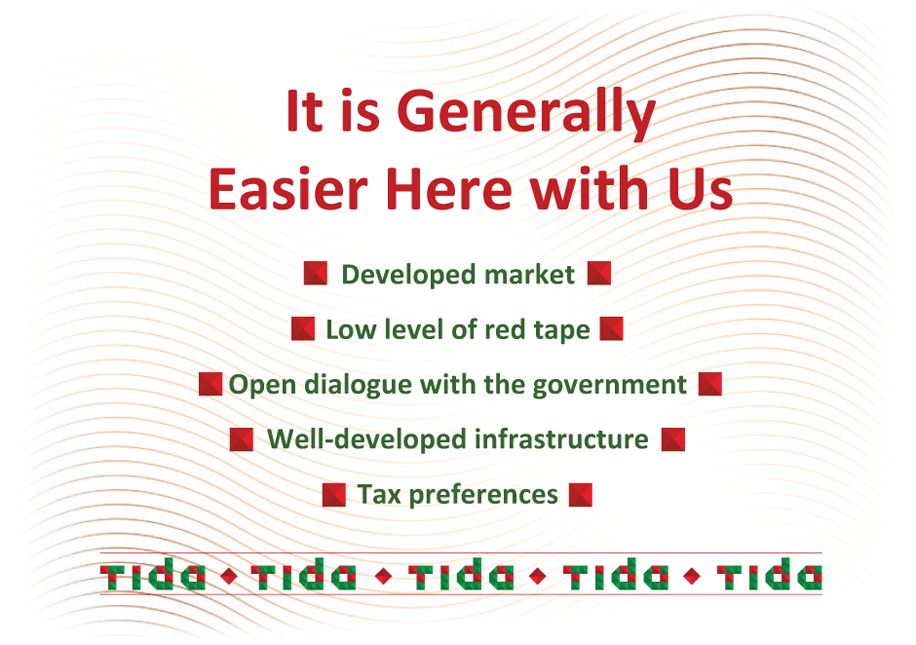 It is Generally
Easier Here with Us
Developed market
Low level of red tape
Open dialogue with the government
Well-developed infrastructure
Tax preferences
TIDA TIDA TIDA TIDA TIDA